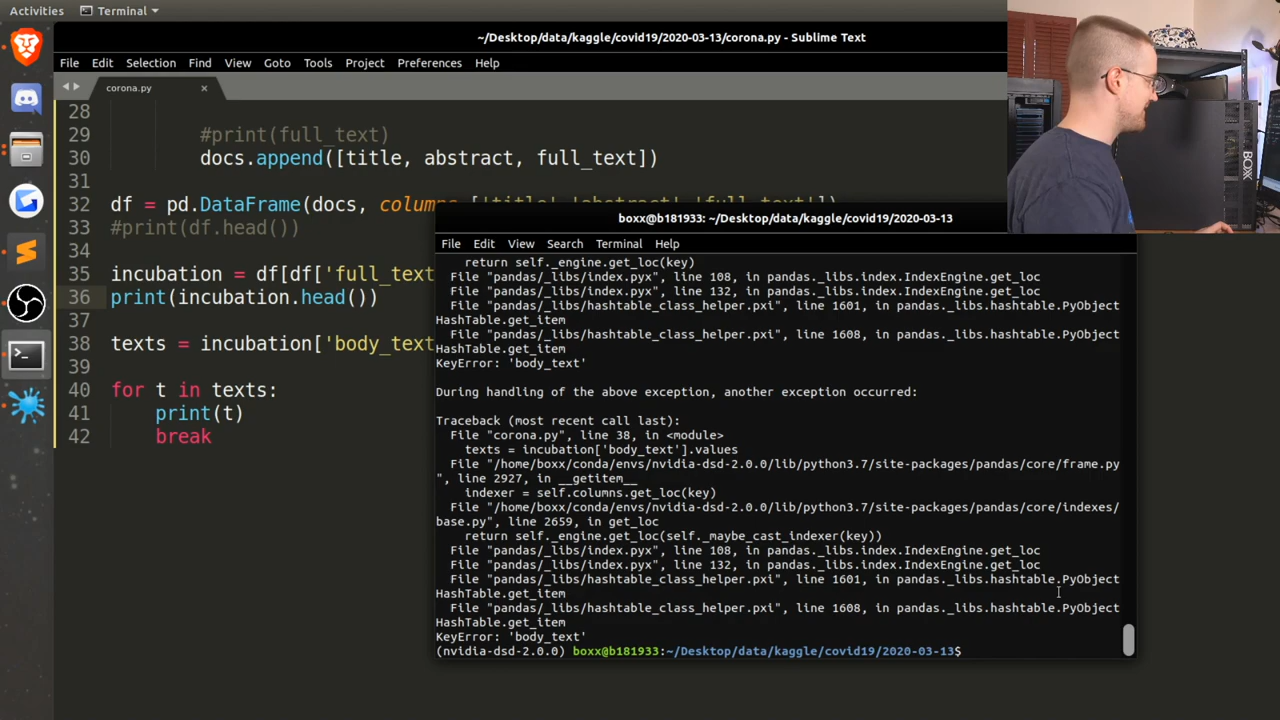 Activities
Terminal
~/Desktop/data/kaggle/covid19/2020-03-13/corona.py - Sublime Text
File Edit Selection Find View Goto Tools Project Preferences Help
corona.py
28
29 #print(full_text)
30 docs.append([title, abstract, full_text])
31
32 df = pd.DataFrame(docs, columns=['title','abstract','full_text'])
33 #print(df.head())
34
35 incubation = df[df['full_text
36 print(incubation.head())
37
38 texts = incubation['body_text
39
40 for t in texts:
41 print(t)
42 break
boxx@b181933: ~/Desktop/data/kaggle/covid19/2020-03-13
File Edit View Search Terminal Help
return self._engine.get_loc(key)
File "pandas/_libs/index.pyx", line 108, in pandas._libs.index.IndexEngine.get_loc
File "pandas/_libs/index.pyx", line 132, in pandas._libs.index.IndexEngine.get_loc
File "pandas/_libs/hashtable_class_helper.pxi", line 1601, in pandas._libs.hashtable.PyObject
HashTable.get_item
File "pandas/_libs/hashtable_class_helper.pxi", line 1608, in pandas._libs.hashtable.PyObject
HashTable.get_item
KeyError: 'body_text'
During handling of the above exception, another exception occurred:
Traceback (most recent call last):
File "corona.py", line 38, in <module>
texts = incubation['body_text'].values
File "/home/boxx/conda/envs/nvidia-dsd-2.0.0/lib/python3.7/site-packages/pandas/core/frame.py
", line 2927, in __getitem__
indexer = self.columns.get_loc(key)
File "/home/boxx/conda/envs/nvidia-dsd-2.0.0/lib/python3.7/site-packages/pandas/core/indexes/
base.py", line 2659, in get_loc
return self._engine.get_loc(self._maybe_cast_indexer(key))
File "pandas/_libs/index.pyx", line 108, in pandas._libs.index.IndexEngine.get_loc
File "pandas/_libs/index.pyx", line 132, in pandas._libs.index.IndexEngine.get_loc
File "pandas/_libs/hashtable_class_helper.pxi", line 1601, in pandas._libs.hashtable.PyObject
HashTable.get_item
File "pandas/_libs/hashtable_class_helper.pxi", line 1608, in pandas._libs.hashtable.PyObject
HashTable.get_item
KeyError: 'body_text'
(nvidia-dsd-2.0.0) boxx@b181933:~/Desktop/data/kaggle/covid19/2020-03-13$
BOXX